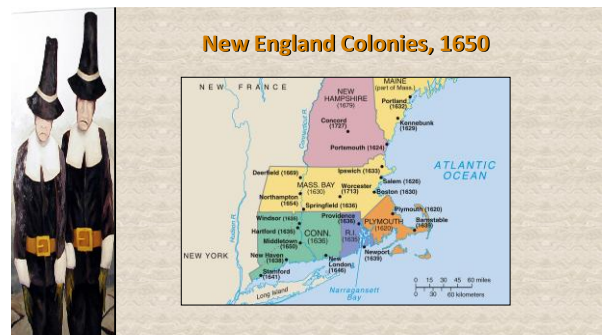 New England Colonies, 1650
NEW FRANCE
MAINE
(part of Mass.)
NEW
HAMPSHIRE
(1679)
Portland
(1632)
Kennebunk
(1629)
Concord
(1727)
Connecticut R.
Portsmouth (1624)
ATLANTIC
OCEAN
Deerfield (1669)
Ipswich (1633)
MASS. BAY
(1630)
Salem (1626)
Worcester
(1713)
Boston (1630)
Northampton
(1654)
Springfield (1636)
Hudson R.
Windsor (1635)
Providence
(1636)
Plymouth (1620)
PLYMOUTH
(1620)
Barnstable
(1638)
Hartford (1635)
CONN.
(1636)
R.I.
(1635)
Middletown
(1650)
NEW YORK
New Haven
(1638)
New
London
(1646)
Newport
(1639)
Stamford
(1641)
Long Island
Narragansett
Bay
0 15 30 45 60 miles
0 30 60 kilometers